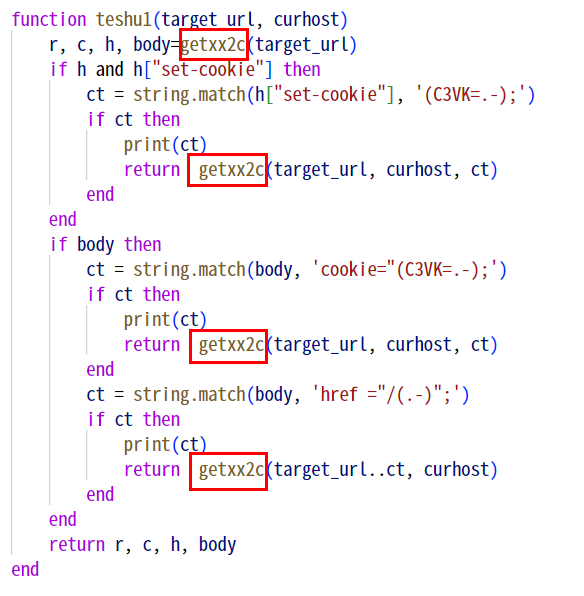 function teshu1(target_url, curhost)
    r, c, h, body=getxx2c(target_url)
    if h and h["set-cookie"] then
        ct = string.match(h["set-cookie"], '(C3VK=.-);')
        if ct then
            print(ct)
            return  getxx2c(target_url, curhost, ct)
        end
    end
    if body then
        ct = string.match(body, 'cookie="(C3VK=.-);')
        if ct then
            print(ct)
            return  getxx2c(target_url, curhost, ct)
        end
        ct = string.match(body, 'href ="/(.-)";')
        if ct then
            print(ct)
            return  getxx2c(target_url..ct, curhost)
        end
    end
    return r, c, h, body
end